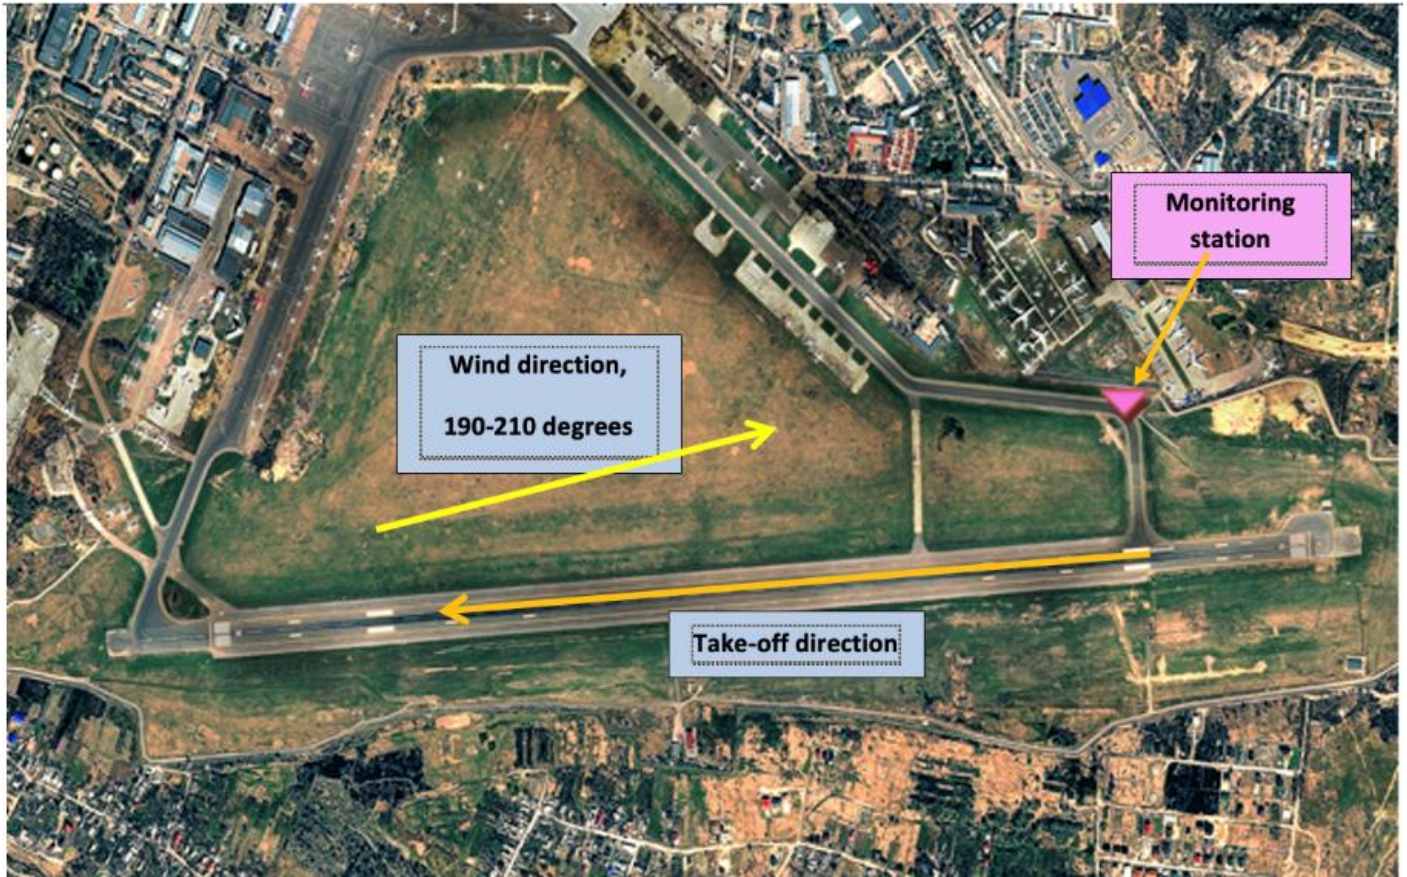 Monitoring
station
Wind direction,
190-210 degrees
Take-off direction